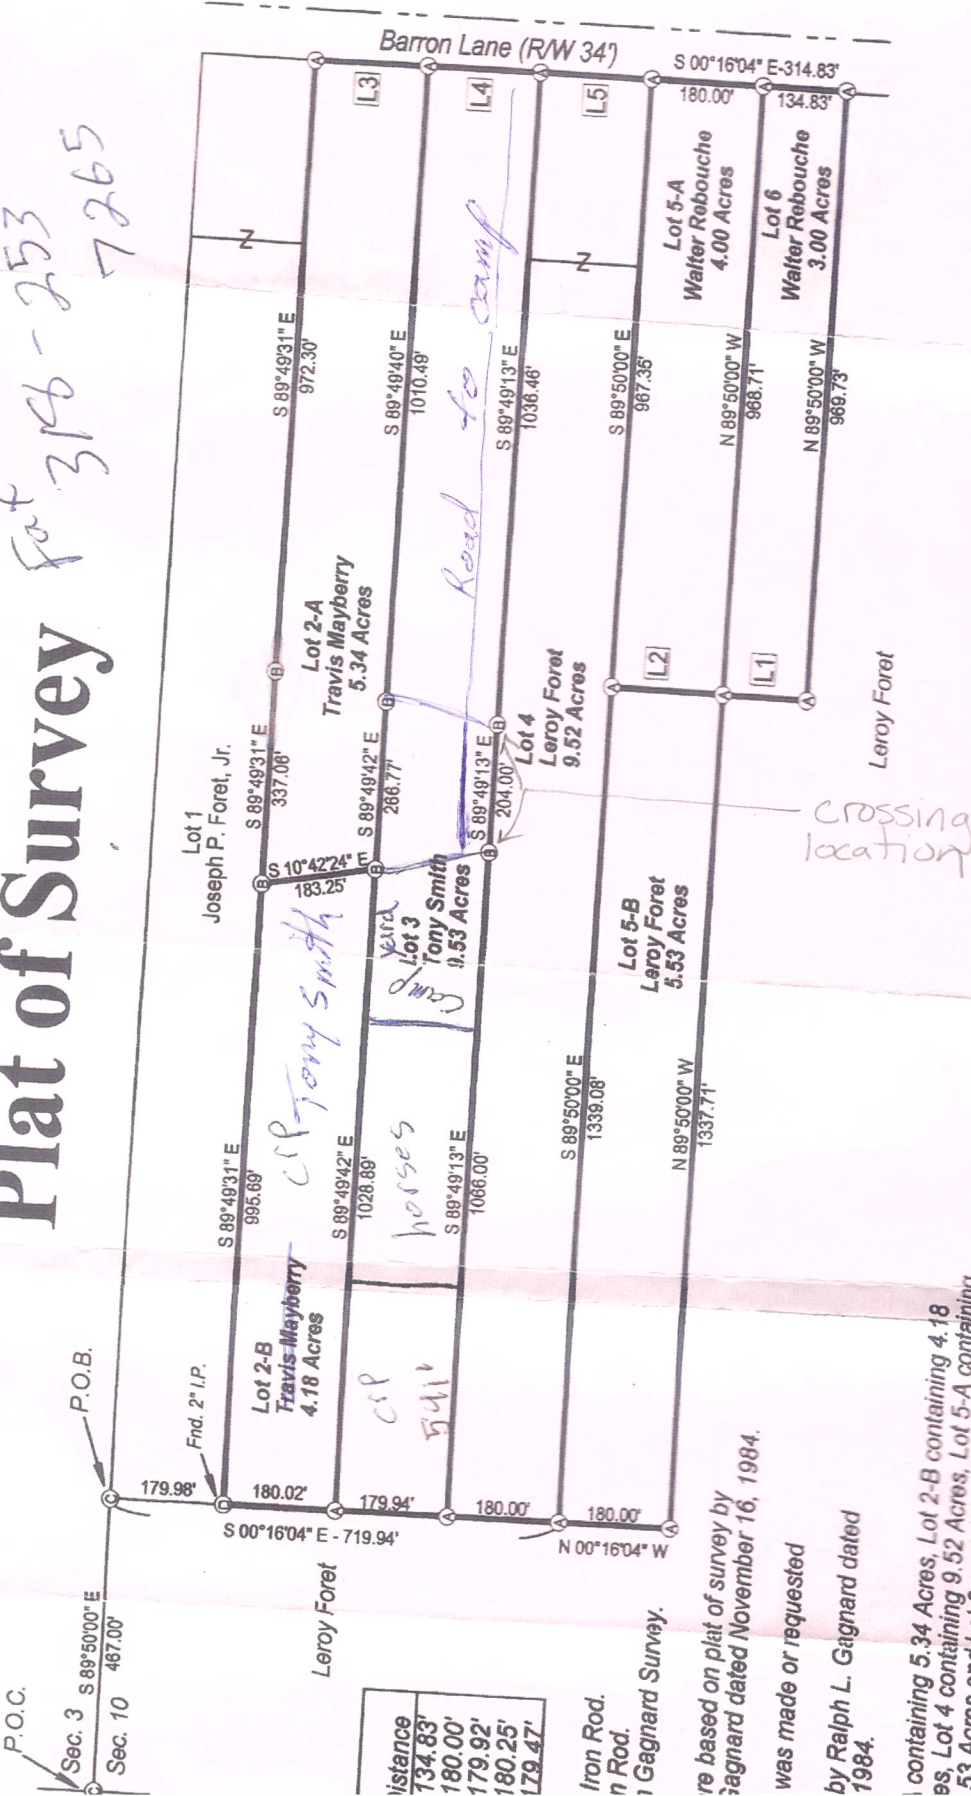 Plat of Survey
Fat
318 - 253
7265
Barron Lane (R/W 34')
S 00°16'04" E-314.83'
180.00'
134.83'
L3
L4
L5
Z
Z
Lot 5-A
Walter Rebouche
4.00 Acres
Lot 6
Walter Rebouche
3.00 Acres
S 89°49'31" E
972.30'
S 89°49'40" E
1010.49'
S 89°49'13" E
1036.46'
S 89°50'00" E
967.35'
N 89°50'00" W
968.71'
N 89°50'00" W
969.73'
Road to camp
Lot 1
Joseph P. Foret, Jr.
Lot 2-A
Travis Mayberry
5.34 Acres
S 89°49'31" E
337.06'
S 89°49'42" E
266.77'
S 89°49'13" E
204.00'
Lot 4
Leroy Foret
9.52 Acres
L2
L1
Leroy Foret
crossing
location
S 10°42'24" E
183.25'
Lot 3
Tony Smith
9.53 Acres
Yard
Camp
Camp
Lot 5-B
Leroy Foret
5.53 Acres
CRP Tony Smith
horses
S 89°49'31" E
995.69'
S 89°49'42" E
1028.89'
S 89°49'13" E
1066.00'
S 89°50'00" E
1339.08'
N 89°50'00" W
1337.71'
Lot 2-B
Travis Mayberry
4.18 Acres
CRP
P.O.B.
Fnd. 2" I.P.
179.98'
180.02'
179.94'
180.00'
180.00'
S 00°16'04" E - 719.94'
N 00°16'04" W
Leroy Foret
P.O.C.
Sec. 3
Sec. 10
S 89°50'00" E
467.00'
A
B
C
D
istance
134.83'
180.00'
179.92'
180.25'
179.47'
Iron Rod.
n Rod.
Gagnard Survey.
re based on plat of survey by
Gagnard dated November 16, 1984.
was made or requested
by Ralph L. Gagnard dated
1984.
containing 5.34 Acres, Lot 2-B containing 4.18
es, Lot 4 containing 9.52 Acres, Lot 5-A containing